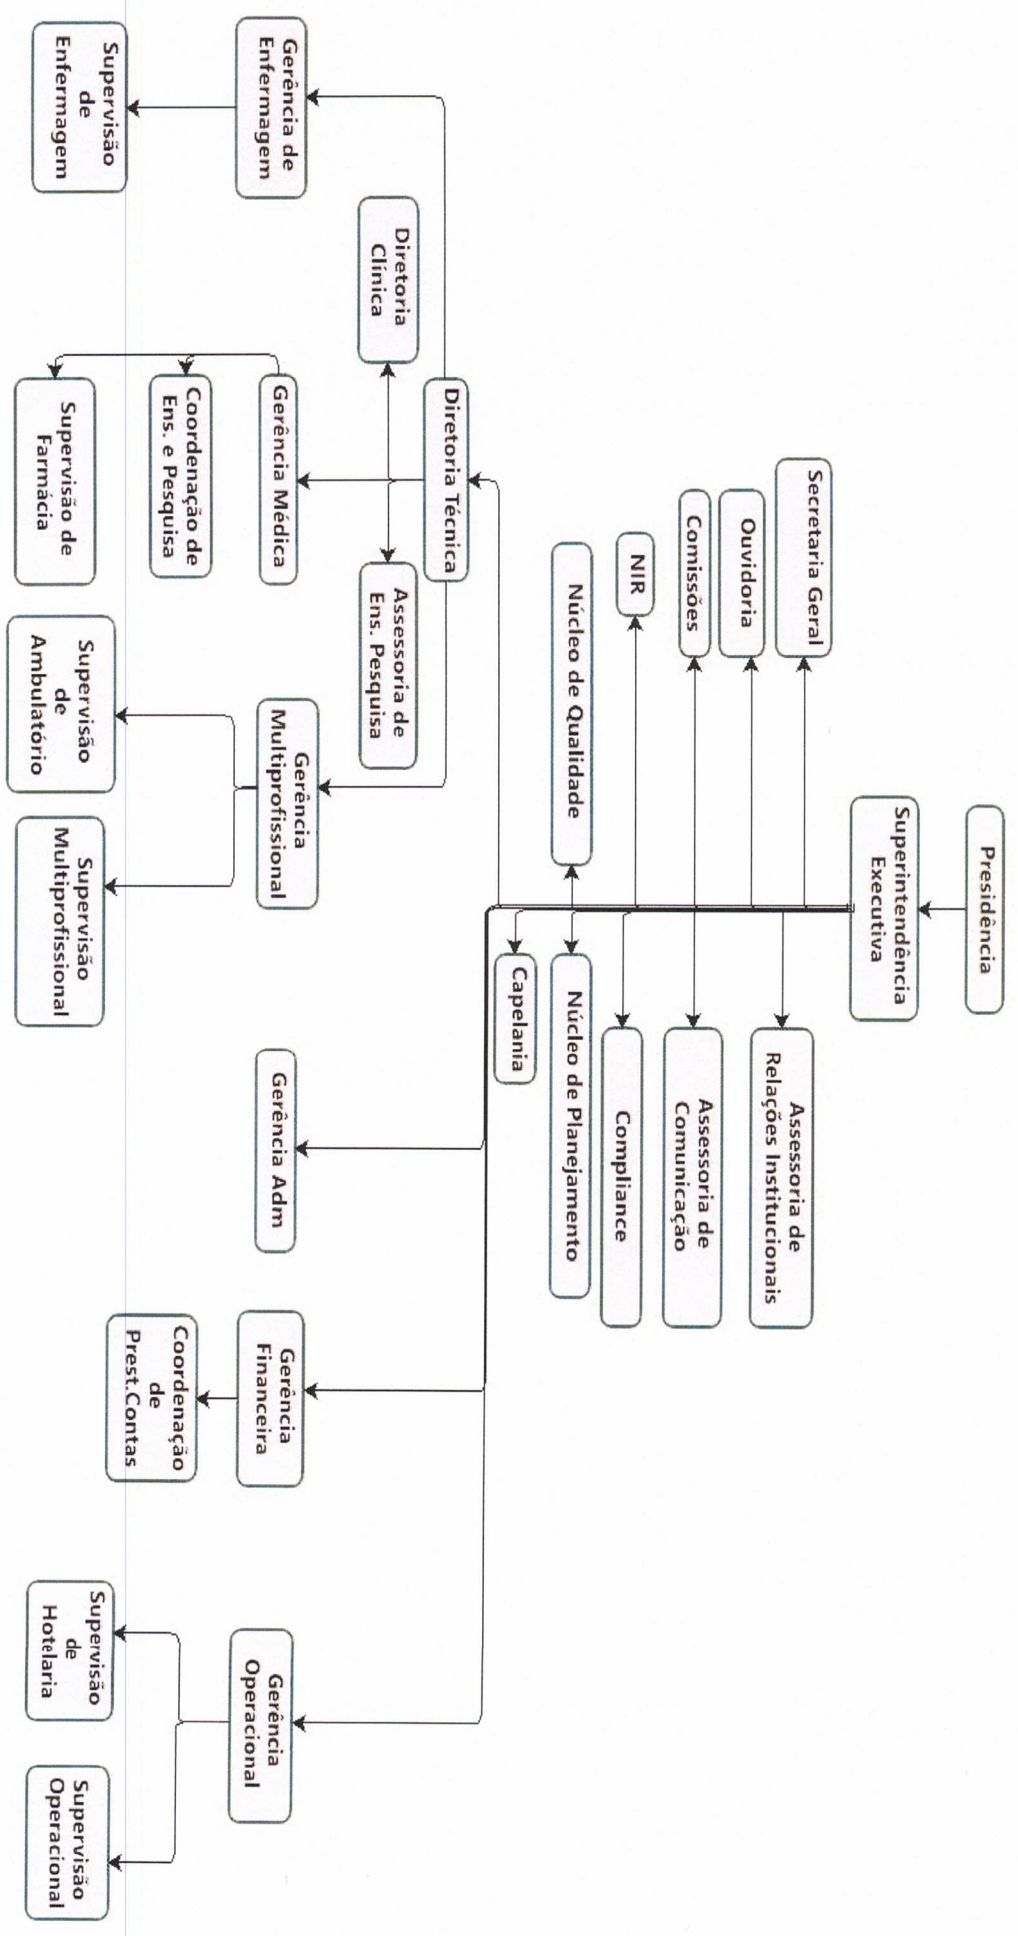 Presidência
Superintendência
Executiva
Secretaria Geral
Assessoria de
Relações Institucionais
Ouvidoria
Comissões
Assessoria de
Comunicação
NIR
Compliance
Núcleo de Qualidade
Núcleo de Planejamento
Capelania
Diretoria Técnica
Diretoria
Clínica
Assessoria de
Ens. Pesquisa
Gerência de
Enfermagem
Gerência Médica
Gerência
Multiprofissional
Gerência Adm
Gerência
Financeira
Gerência
Operacional
Supervisão
de
Enfermagem
Coordenação de
Ens. e Pesquisa
Supervisão de
Farmácia
Supervisão
de
Ambulatório
Supervisão
Multiprofissional
Coordenação
de
Prest.Contas
Supervisão
de
Hotelaria
Supervisão
Operacional